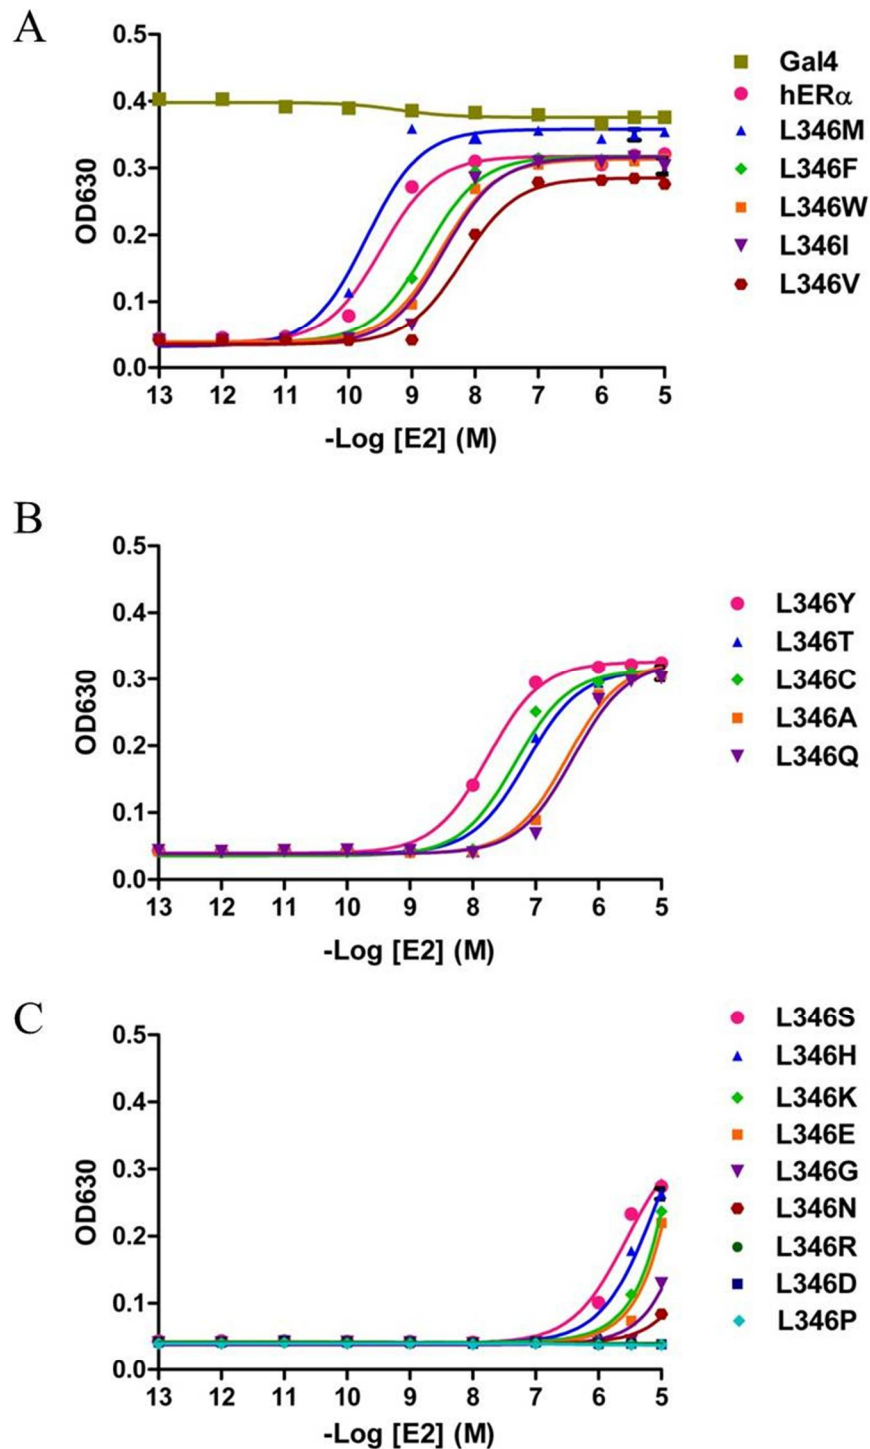 A
0.5
0.4
0.3
0.2
0.1
0.0
OD630
13 12 11 10 9 8 7 6 5
-Log [E2] (M)
Gal4
hERα
L346M
L346F
L346W
L346I
L346V
B
0.5
0.4
0.3
0.2
0.1
0.0
OD630
13 12 11 10 9 8 7 6 5
-Log [E2] (M)
L346Y
L346T
L346C
L346A
L346Q
C
0.5
0.4
0.3
0.2
0.1
0.0
OD630
13 12 11 10 9 8 7 6 5
-Log [E2] (M)
L346S
L346H
L346K
L346E
L346G
L346N
L346R
L346D
L346P